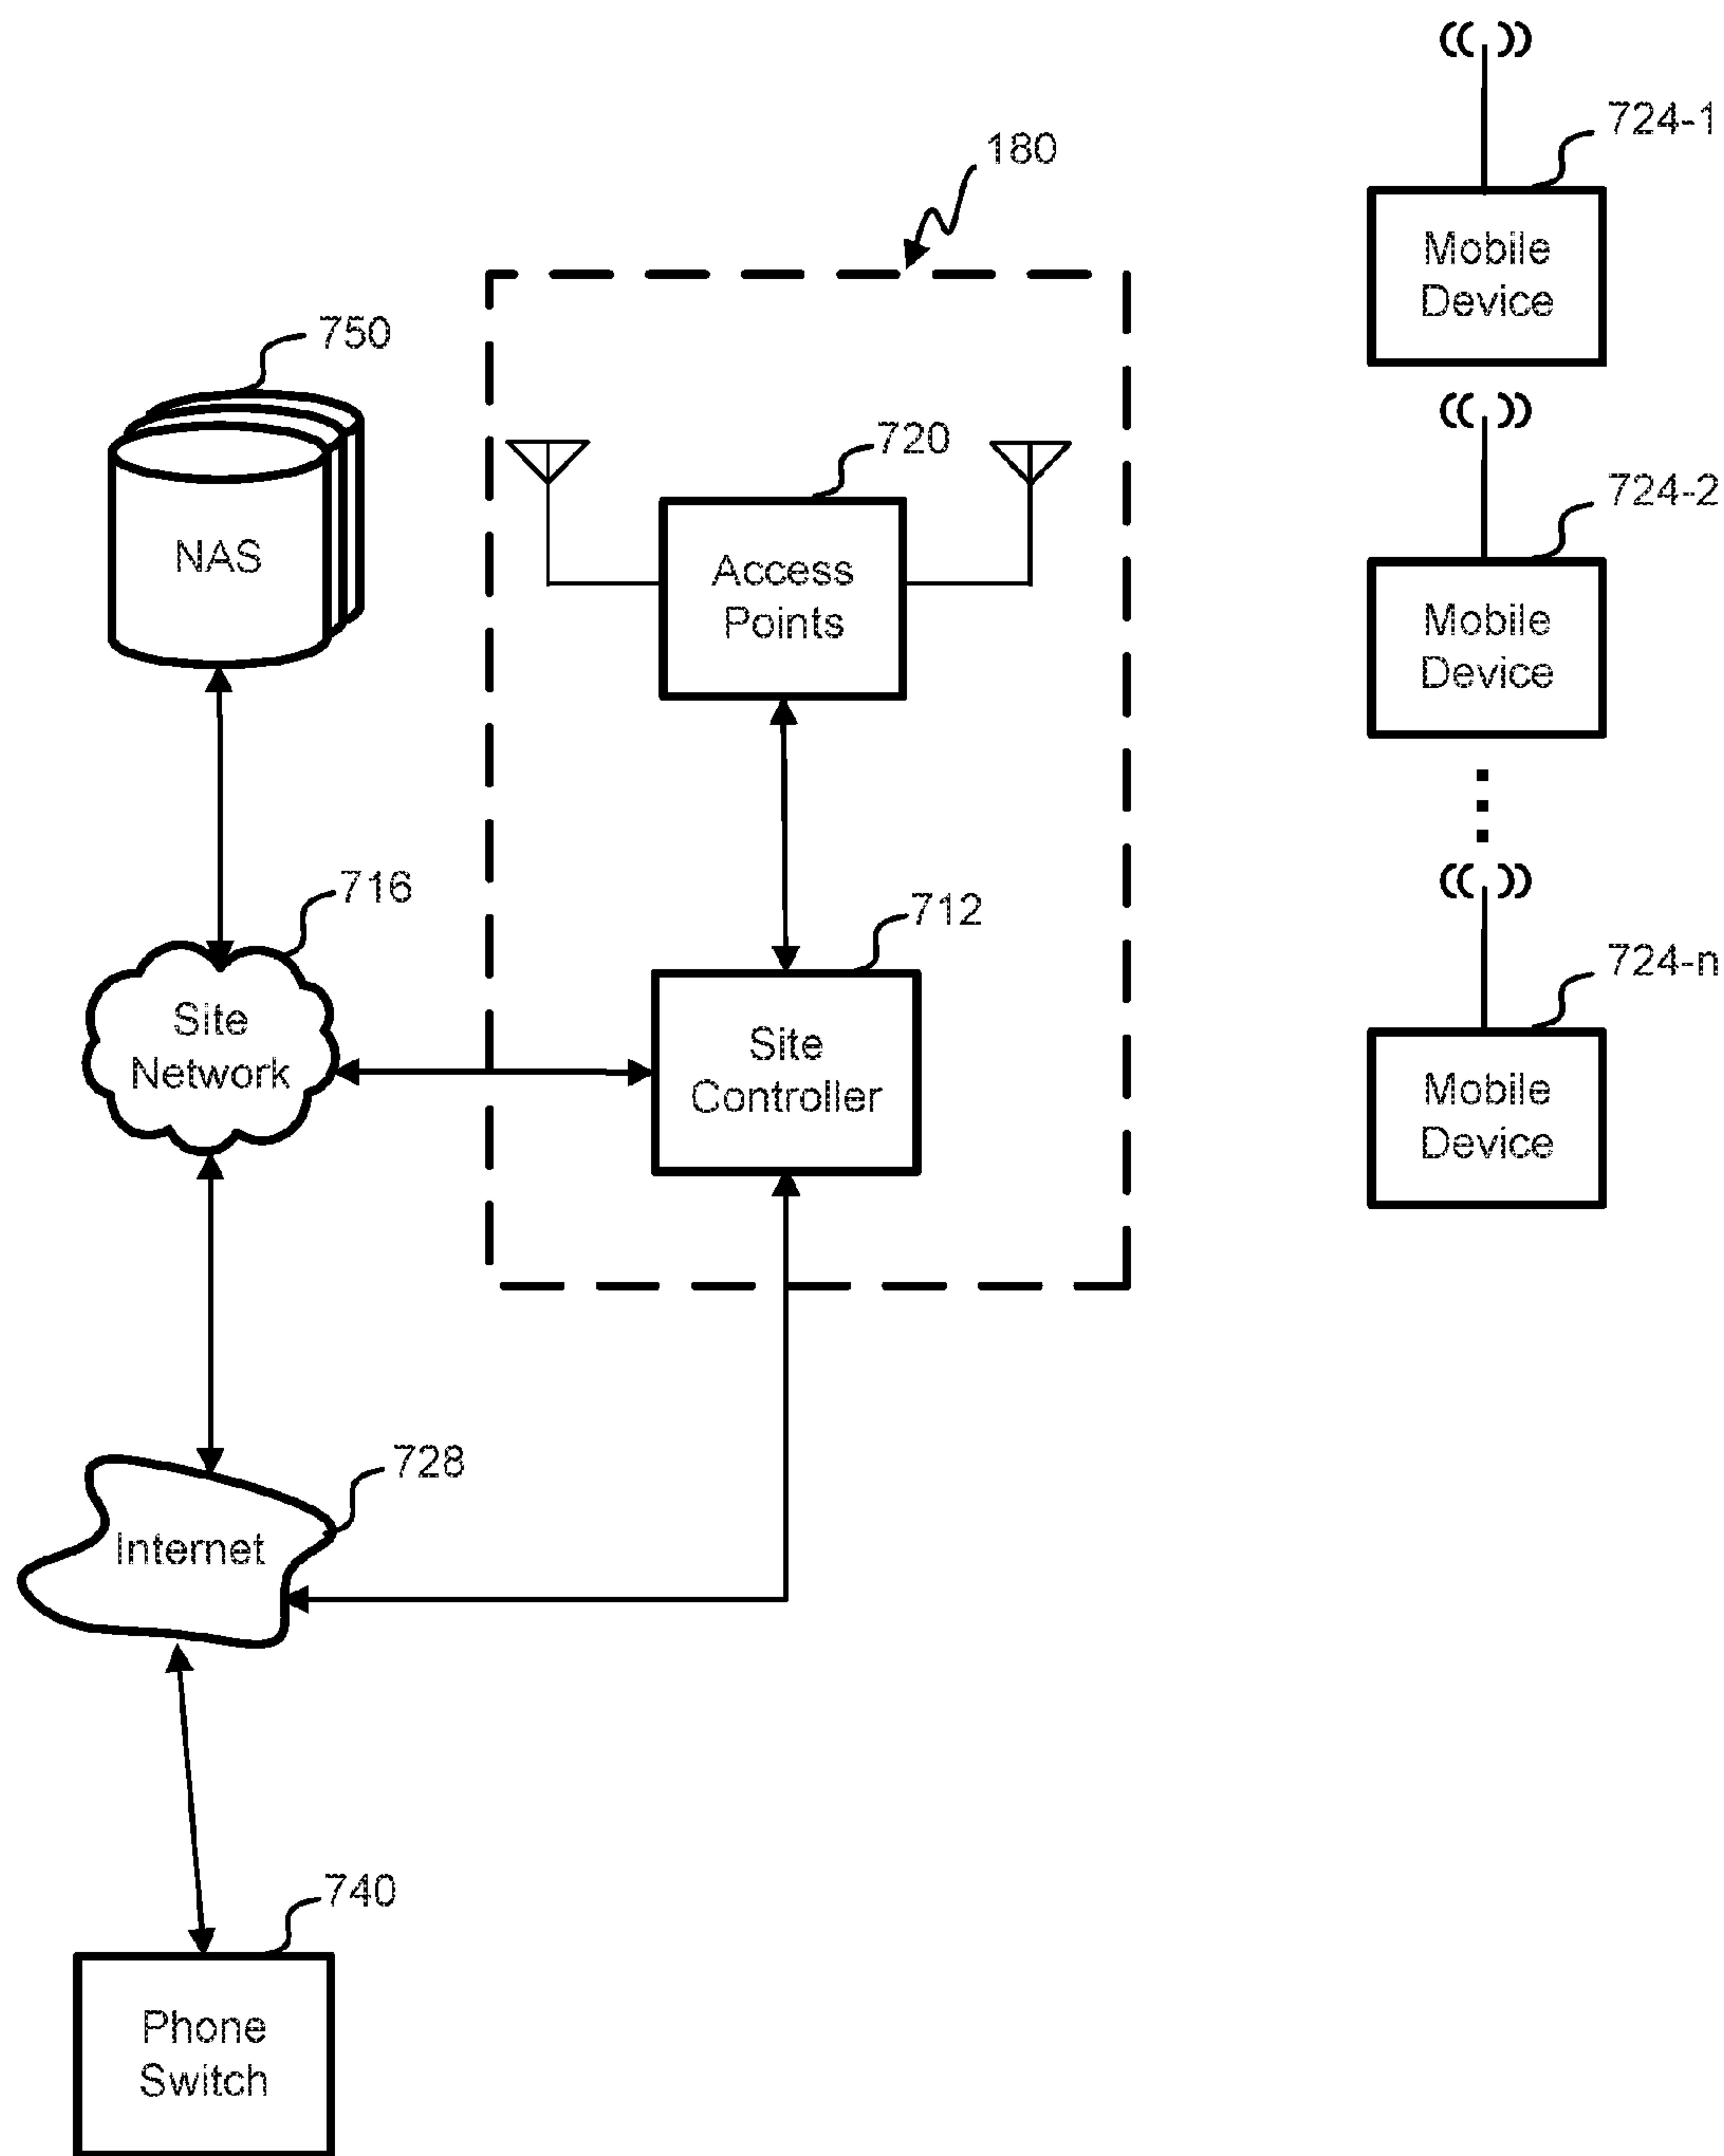 724-1
180
Mobile
Device
750
720
724-2
NAS
Access
Points
Mobile
Device
716
712
724-n
Site
Network
Site
Controller
Mobile
Device
728
Internet
740
Phone
Switch